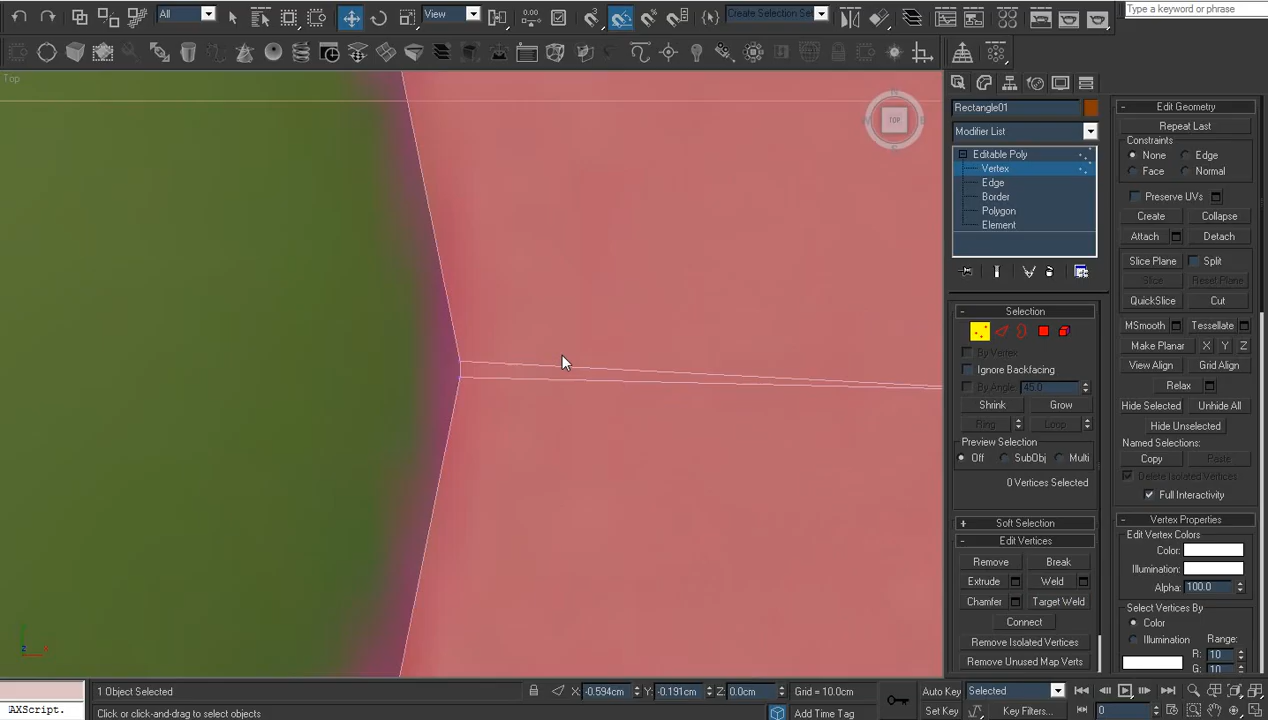 All
View
Create Selection Set
Type a keyword or phrase
Top
TOP
Rectangle01
Modifier List
Editable Poly
Vertex
Edge
Border
Polygon
Element
- Selection
By Vertex
Ignore Backfacing
By Angle: 45.0
Shrink Grow
Ring Loop
Preview Selection
Off SubObj Multi
0 Vertices Selected
+ Soft Selection
- Edit Vertices
Remove Break
Extrude Weld
Chamfer Target Weld
Connect
Remove Isolated Vertices
Remove Unused Map Verts
- Edit Geometry
Repeat Last
Constraints
None Edge
Face Normal
Preserve UVs
Create Collapse
Attach Detach
Slice Plane Split
Slice Reset Plane
QuickSlice Cut
MSmooth Tessellate
Make Planar X Y Z
View Align Grid Align
Relax
Hide Selected Unhide All
Hide Unselected
Named Selections:
Copy Paste
Delete Isolated Vertices
Full Interactivity
- Vertex Properties
Edit Vertex Colors
Color:
Illumination:
Alpha: 100.0
Select Vertices By
Color
Illumination Range:
R: 10
G: 10
1 Object Selected X: -0.594cm Y: -0.191cm Z: 0.0cm Grid = 10.0cm Auto Key Selected
AXScript. Click or click-and-drag to select objects Add Time Tag Set Key Key Filters... 0